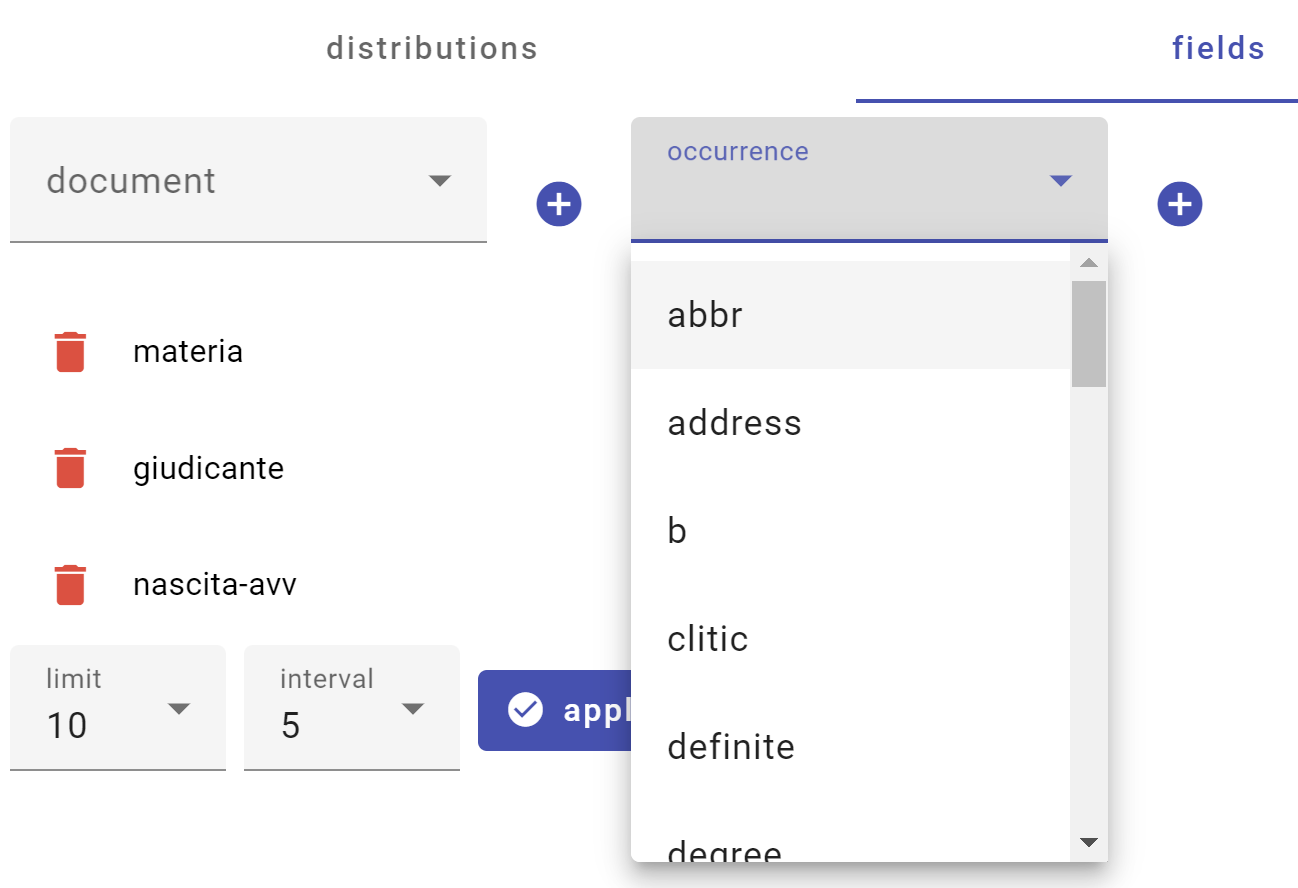 distributions
fields
document
occurrence
materia
giudicante
nascita-avv
limit
10
interval
5
appl
abbr
address
b
clitic
definite
degree